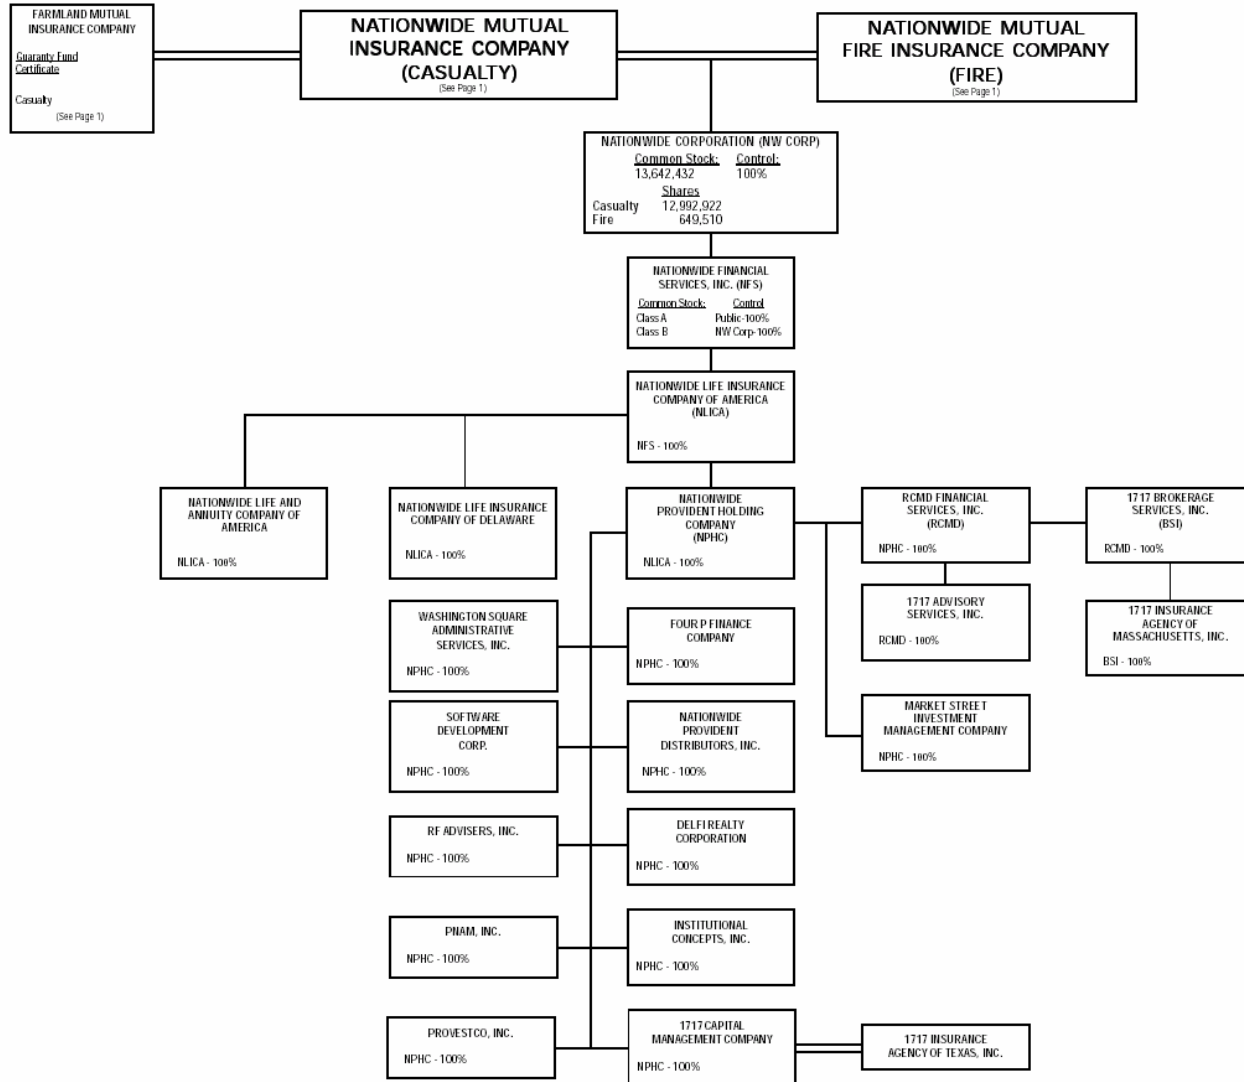 FARMLAND MUTUAL
INSURANCE COMPANY
Guaranty Fund
Certificate
Casualty
(See Page 1)
NATIONWIDE MUTUAL
INSURANCE COMPANY
(CASUALTY)
(See Page 1)
NATIONWIDE MUTUAL
FIRE INSURANCE COMPANY
(FIRE)
(See Page 1)
NATIONWIDE CORPORATION (NW CORP)
Common Stock: Control:
13,642,432 100%
Shares
Casualty 12,992,922
Fire 649,510
NATIONWIDE FINANCIAL
SERVICES, INC. (NFS)
Common Stock: Control
Class A Public-100%
Class B NW Corp-100%
NATIONWIDE LIFE INSURANCE
COMPANY OF AMERICA
(NLICA)
NFS - 100%
NATIONWIDE LIFE AND
ANNUITY COMPANY OF
AMERICA
NLICA - 100%
NATIONWIDE LIFE INSURANCE
COMPANY OF DELAWARE
NLICA - 100%
NATIONWIDE
PROVIDENT HOLDING
COMPANY
(NPHC)
NLICA - 100%
RCMD FINANCIAL
SERVICES, INC.
(RCMD)
NPHC - 100%
1717 BROKERAGE
SERVICES, INC.
(BSI)
RCMD - 100%
WASHINGTON SQUARE
ADMINISTRATIVE
SERVICES, INC.
NPHC - 100%
FOUR P FINANCE
COMPANY
NPHC - 100%
1717 ADVISORY
SERVICES, INC.
RCMD - 100%
1717 INSURANCE
AGENCY OF
MASSACHUSETTS, INC.
BSI - 100%
SOFTWARE
DEVELOPMENT
CORP.
NPHC - 100%
NATIONWIDE
PROVIDENT
DISTRIBUTORS, INC.
NPHC - 100%
MARKET STREET
INVESTMENT
MANAGEMENT COMPANY
NPHC - 100%
RF ADVISERS, INC.
NPHC - 100%
DELFI REALTY
CORPORATION
NPHC - 100%
PNAM, INC.
NPHC - 100%
INSTITUTIONAL
CONCEPTS, INC.
NPHC - 100%
PROVESTCO, INC.
NPHC - 100%
1717 CAPITAL
MANAGEMENT COMPANY
NPHC - 100%
1717 INSURANCE
AGENCY OF TEXAS, INC.